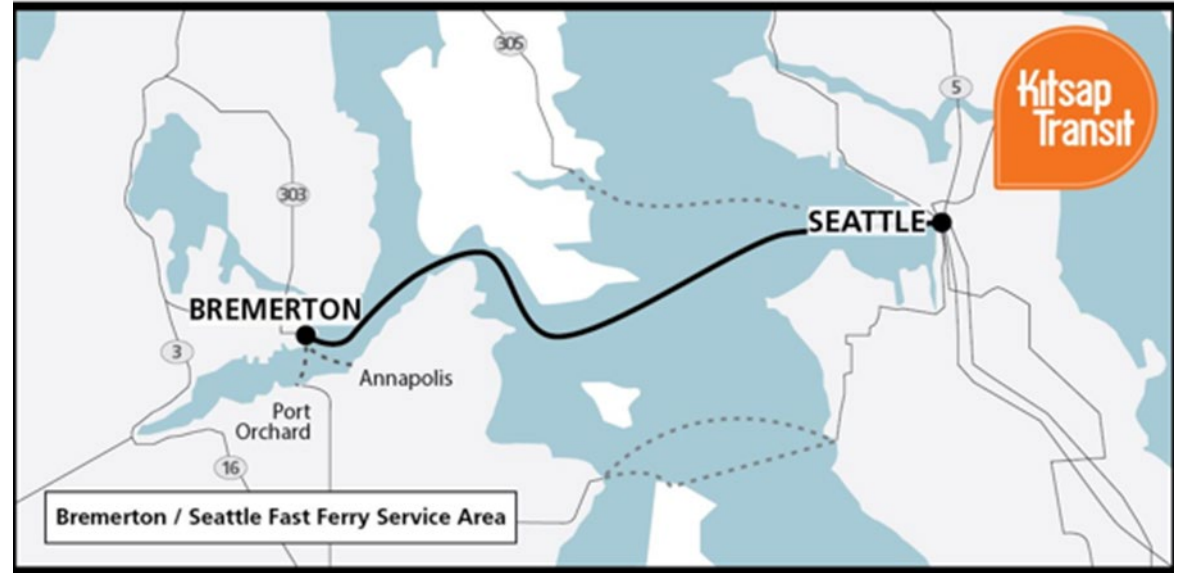 305
5
Kitsap
Transit
303
SEATTLE
BREMERTON
3
Annapolis
Port
Orchard
16
Bremerton / Seattle Fast Ferry Service Area